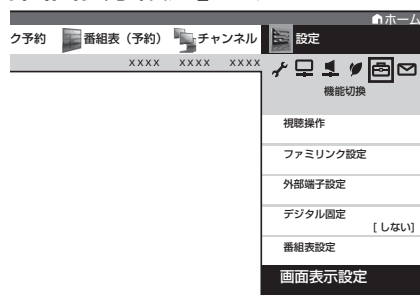 ホーム
ク予約 番組表（予約） チャンネル 設定
xxxx xxxx xxxx
機能切換
視聴操作
ファミリンク設定
外部端子設定
デジタル固定
[しない]
番組表設定
画面表示設定